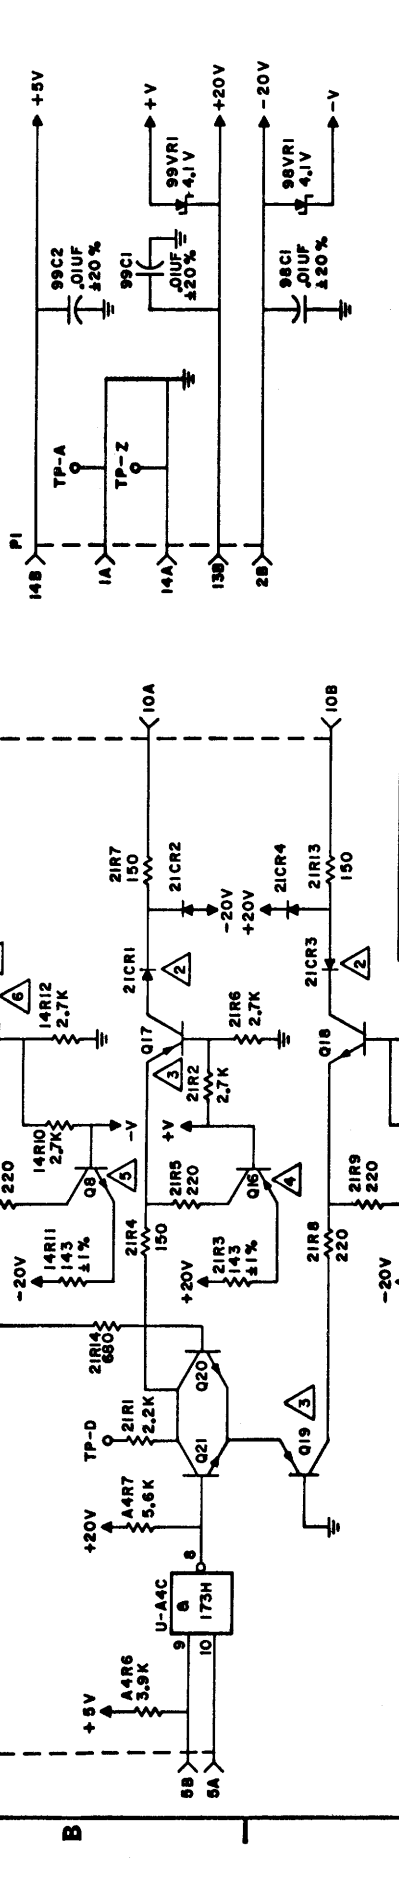 +5V
+V
+20V
-20V
-V
99VR1
4.1V
98VR1
4.1V
99C2
.01UF
±20%
99C1
.01UF
±20%
98C1
.01UF
±20%
TP-A
TP-Z
P1
14B
1A
14A
13B
2B
10A
10B
21R7
150
21CR2
21CR4
21R13
150
-20V
+20V
21CR1
2
21CR3
2
6
14R12
2.7K
Q17
3
21R6
2.7K
Q18
21R2
2.7K
14R10
2.7K
-V
+V
220
Q8
5
21R5
220
Q16
4
21R9
220
14R11
143
±1%
21R4
150
21R3
143
±1%
21R8
220
-20V
+20V
-20V
21R14
680
Q20
TP-D
21R1
2.2K
Q21
Q19
3
+20V
A4R7
5.6K
8
U-A4C
&
173H
9
10
+5V
A4R6
3.9K
5B
5A
B